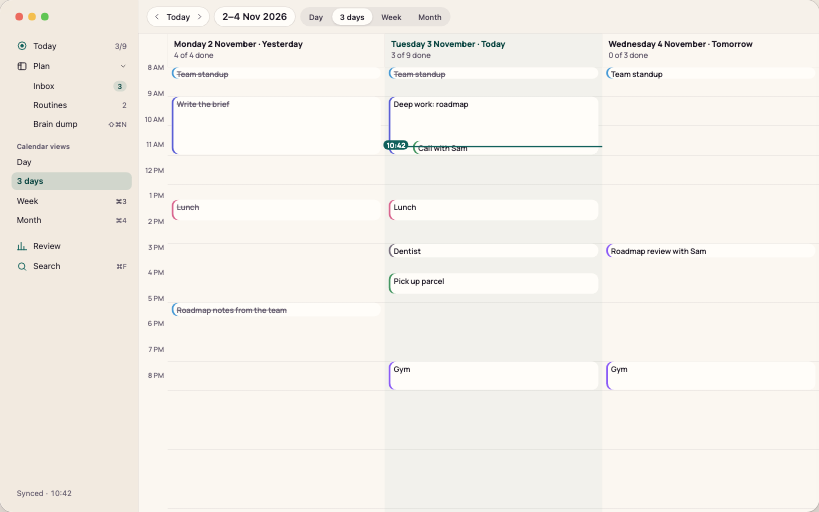 Today
2–4 Nov 2026
Day
3 days
Week
Month
Today 3/9
Plan
Inbox 3
Routines 2
Brain dump ⇧⌘N
Calendar views
Day
3 days
Week ⌘3
Month ⌘4
Review
Search ⌘F
Synced · 10:42
Monday 2 November · Yesterday
4 of 4 done
Tuesday 3 November · Today
3 of 9 done
Wednesday 4 November · Tomorrow
0 of 3 done
8 AM
9 AM
10 AM
11 AM
12 PM
1 PM
2 PM
3 PM
4 PM
5 PM
6 PM
7 PM
8 PM
Team standup
Write the brief
Lunch
Roadmap notes from the team
Team standup
Deep work: roadmap
10:42
Call with Sam
Lunch
Dentist
Pick up parcel
Gym
Team standup
Roadmap review with Sam
Gym